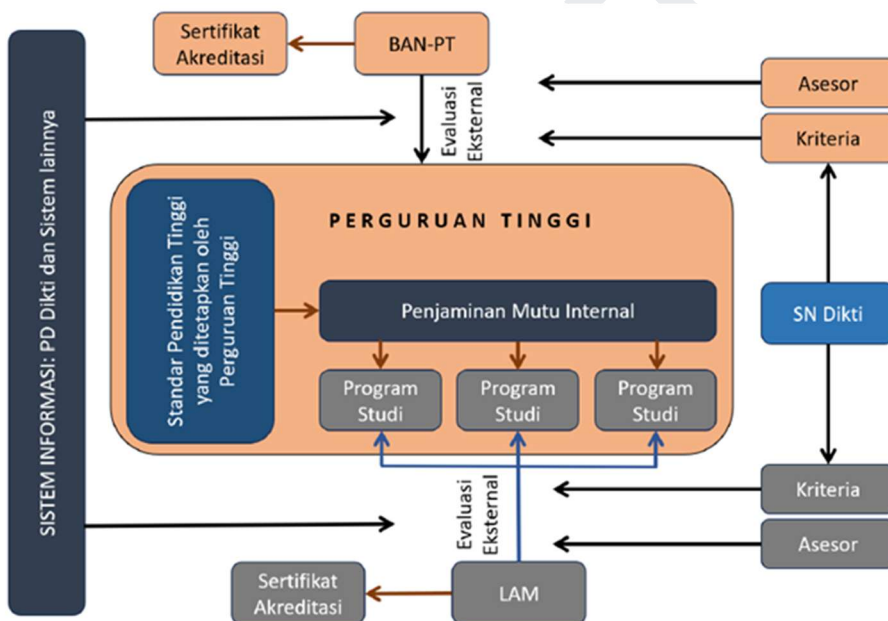 SISTEM INFORMASI: PD Dikti dan Sistem lainnya
Sertifikat
Akreditasi
BAN-PT
Evaluasi
Eksternal
Asesor
Kriteria
PERGURUAN TINGGI
Standar Pendidikan Tinggi
yang ditetapkan oleh
Perguruan Tinggi
Penjaminan Mutu Internal
SN Dikti
Program
Studi
Program
Studi
Program
Studi
Evaluasi
Eksternal
Kriteria
Asesor
Sertifikat
Akreditasi
LAM